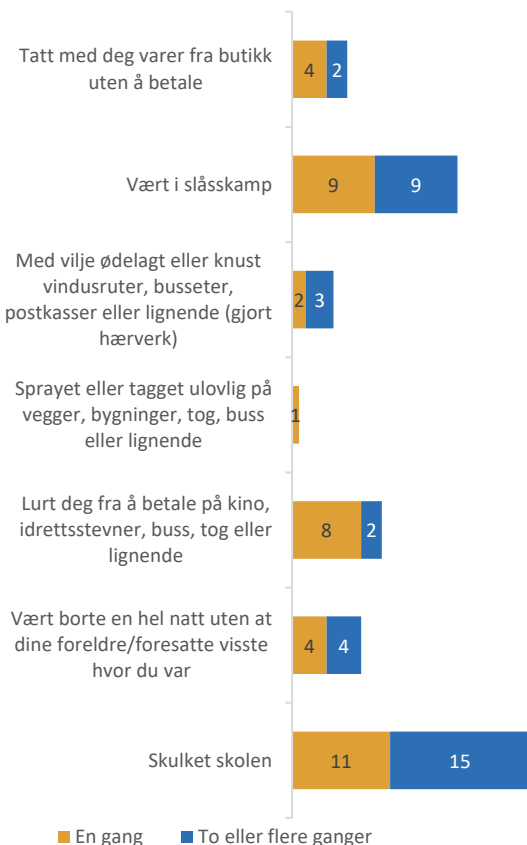 Tatt med deg varer fra butikk
uten å betale
4 2
Vært i slåsskamp
9 9
Med vilje ødelagt eller knust
vindusruter, busseter,
postkasser eller lignende (gjort
hærverk)
2 3
Sprayet eller tagget ulovlig på
vegger, bygninger, tog, buss
eller lignende
1
Lurt deg fra å betale på kino,
idrettsstevner, buss, tog eller
lignende
8 2
Vært borte en hel natt uten at
dine foreldre/foresatte visste
hvor du var
4 4
Skulket skolen
11 15
En gang To eller flere ganger